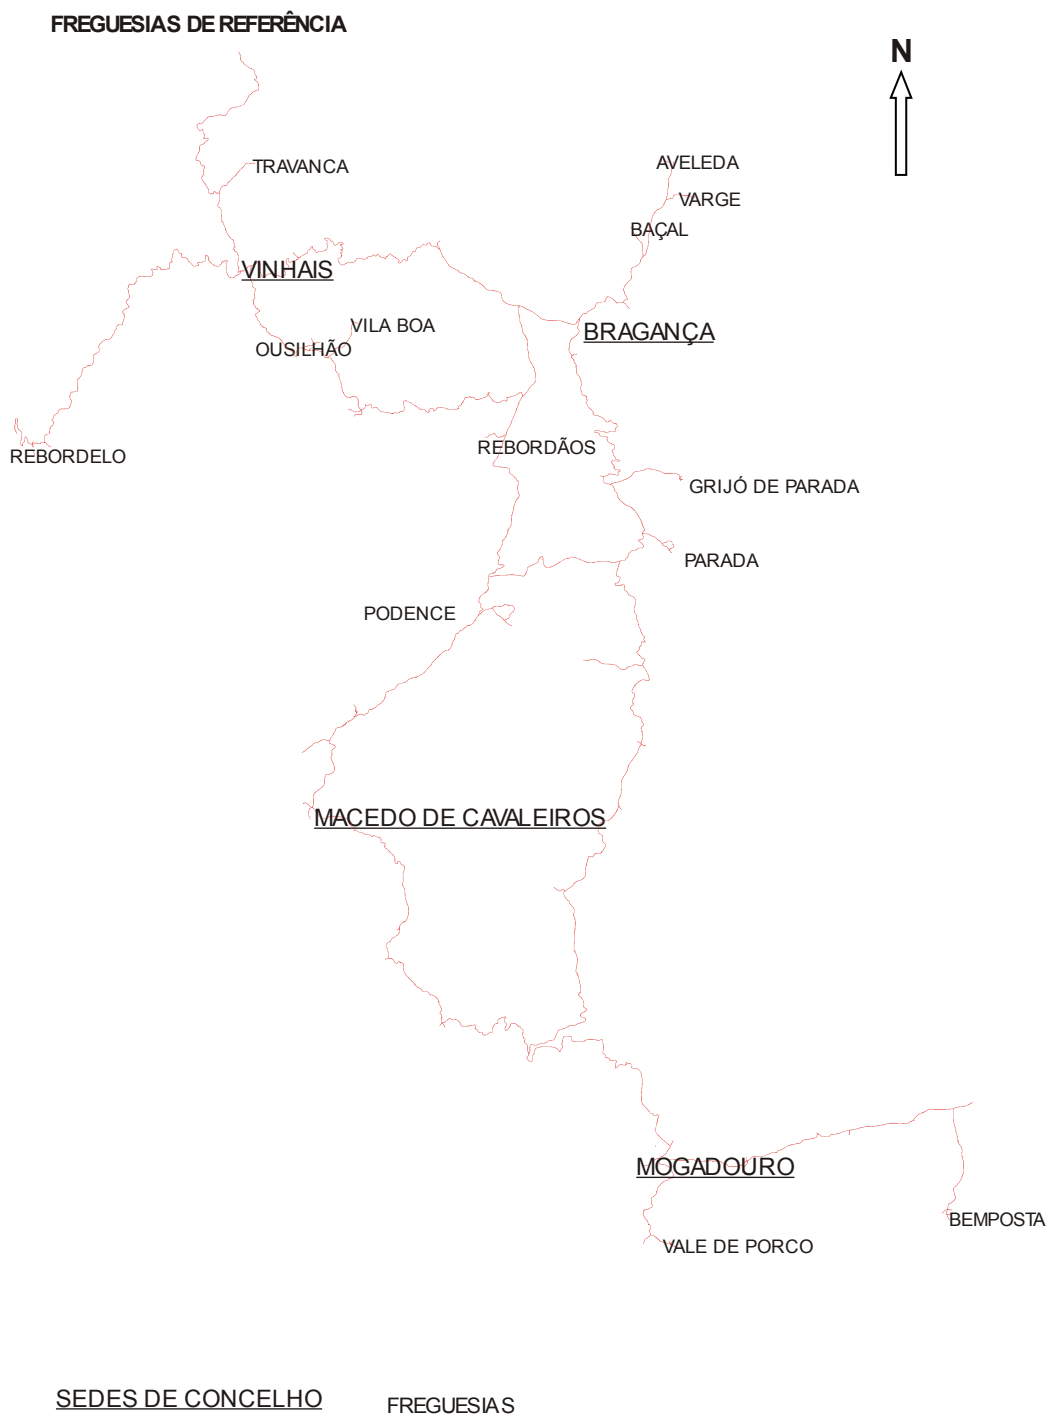 FREGUESIAS DE REFERÊNCIA
N
TRAVANCA
AVELEDA
VARGE
BAÇAL
VINHAIS
VILA BOA
BRAGANÇA
OUSILHÃO
REBORDÃOS
REBORDELO
GRIJÓ DE PARADA
PARADA
PODENCE
MACEDO DE CAVALEIROS
MOGADOURO
BEMPOSTA
VALE DE PORCO
SEDES DE CONCELHO
FREGUESIAS